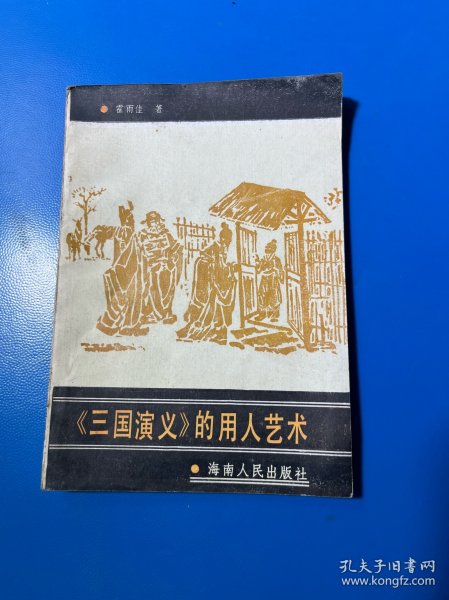 霍雨佳 著
《三国演义》的用人艺术
海南人民出版社
孔夫子旧书网
www.kongfz.com